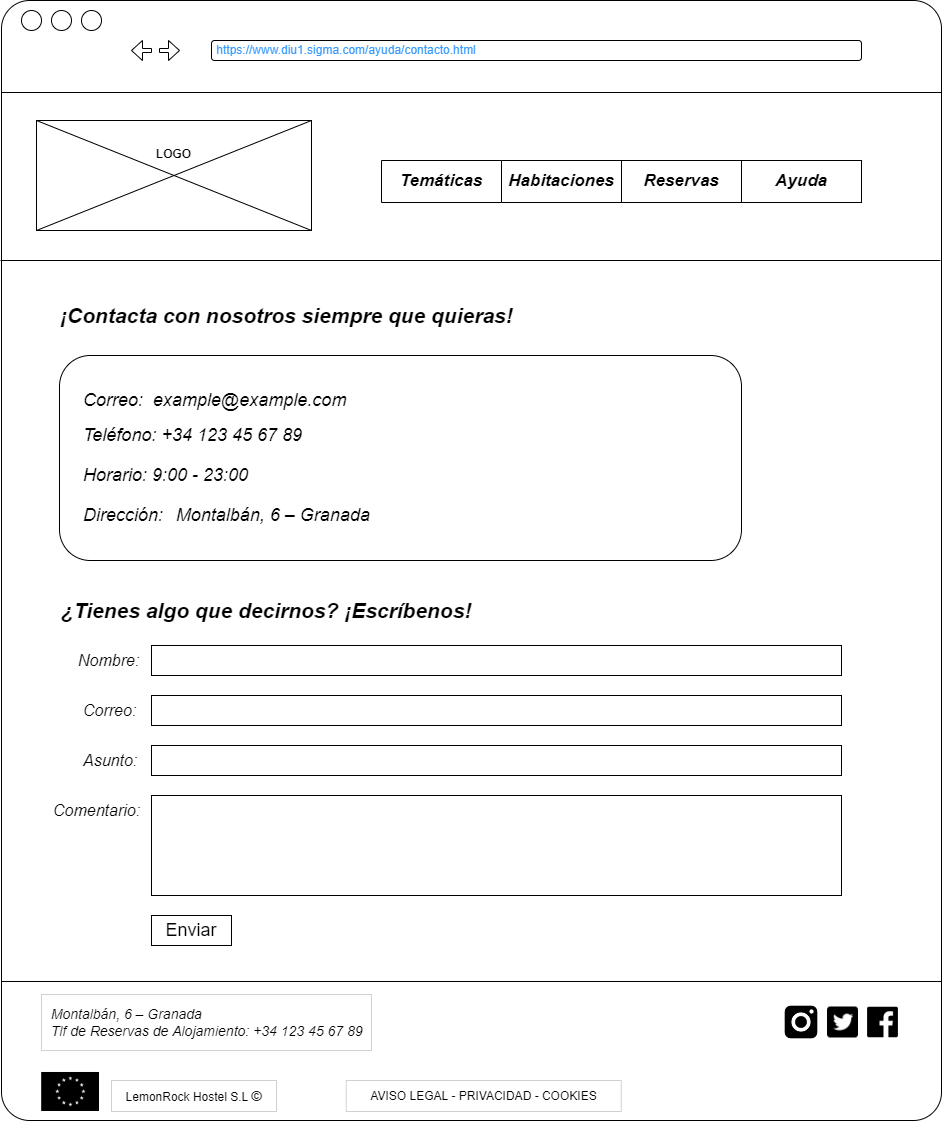 https://www.diu1.sigma.com/ayuda/contacto.html
LOGO
Temáticas Habitaciones Reservas Ayuda
¡Contacta con nosotros siempre que quieras!
Correo: example@example.com
Teléfono: +34 123 45 67 89
Horario: 9:00 - 23:00
Dirección: Montalbán, 6 – Granada
¿Tienes algo que decirnos? ¡Escríbenos!
Nombre:
Correo:
Asunto:
Comentario:
Enviar
Montalbán, 6 – Granada
Tlf de Reservas de Alojamiento: +34 123 45 67 89
LemonRock Hostel S.L ©
AVISO LEGAL - PRIVACIDAD - COOKIES